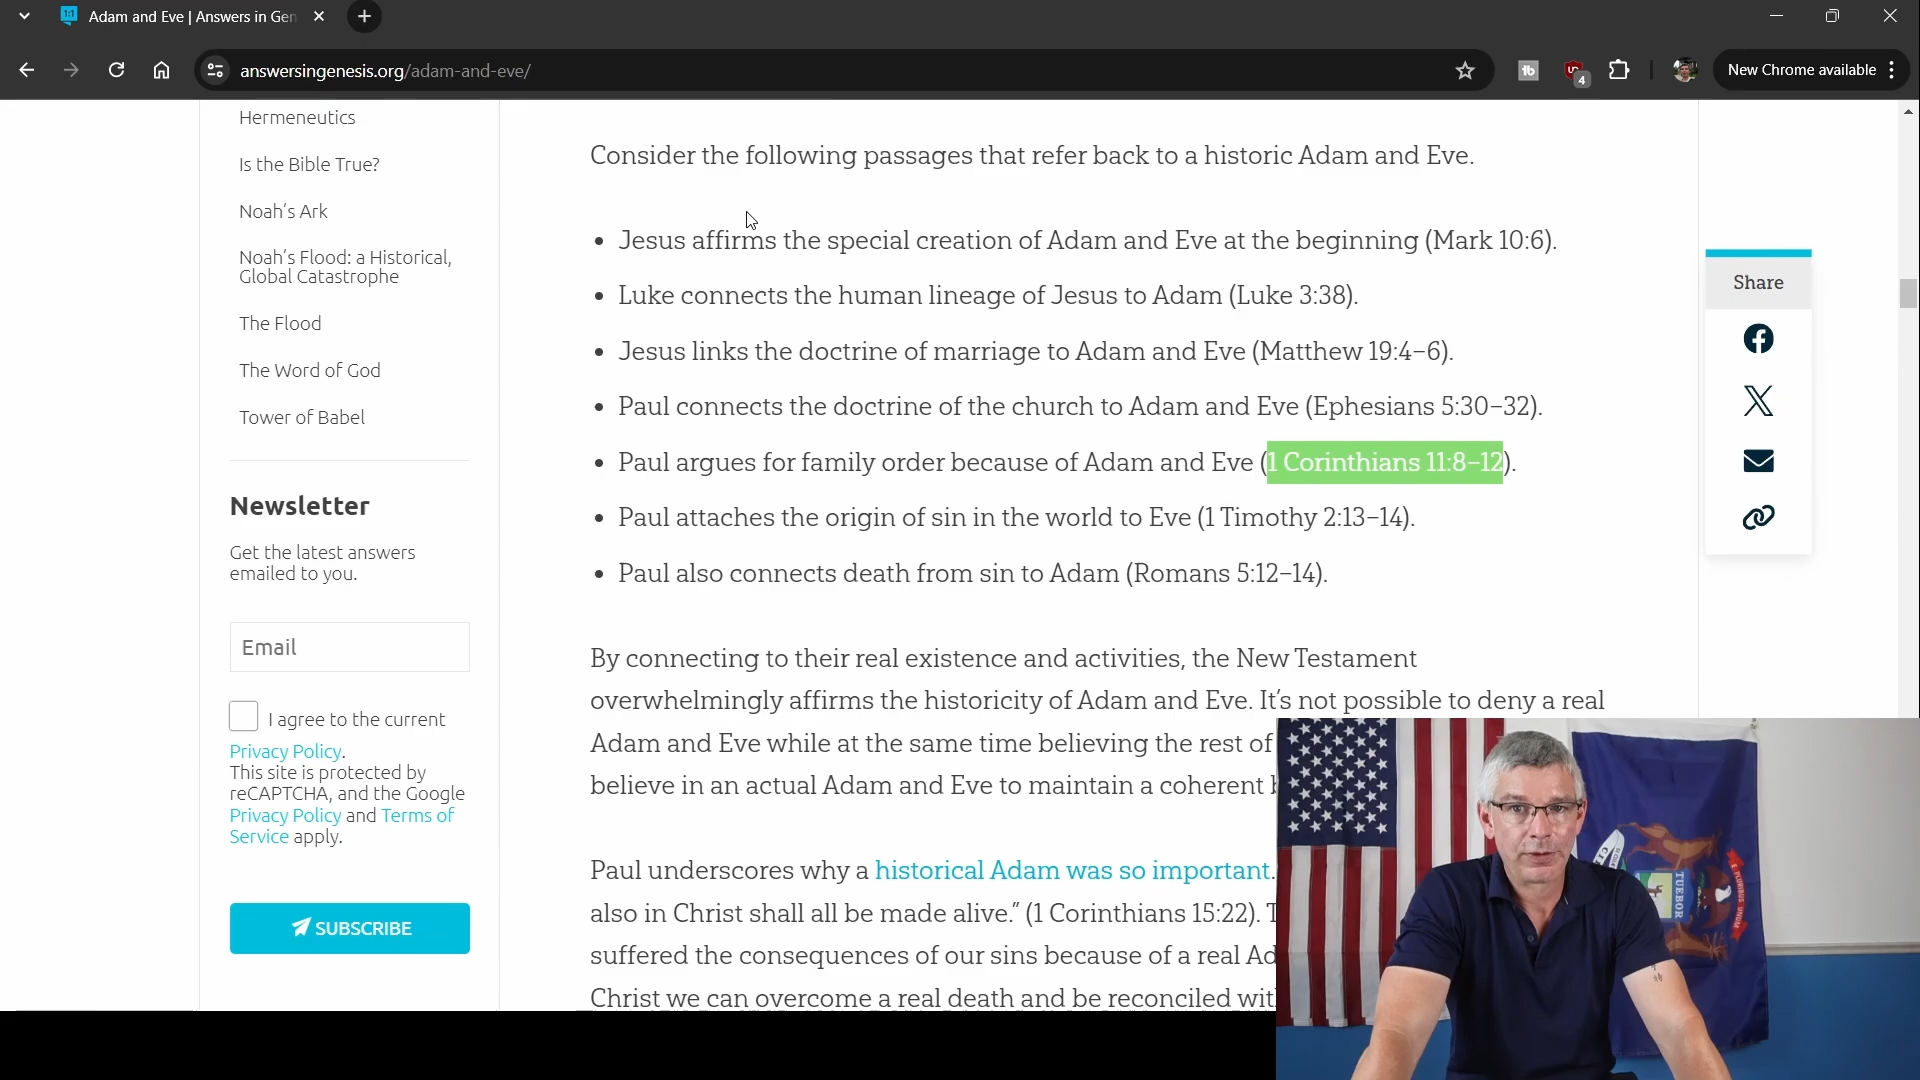 Adam and Eve | Answers in Gen
answersingenesis.org/adam-and-eve/
4
New Chrome available
Hermeneutics
Is the Bible True?
Noah's Ark
Noah's Flood: a Historical,
Global Catastrophe
The Flood
The Word of God
Tower of Babel
Newsletter
Get the latest answers
emailed to you.
Email
I agree to the current
Privacy Policy.
This site is protected by
reCAPTCHA, and the Google
Privacy Policy and Terms of
Service apply.
SUBSCRIBE
Consider the following passages that refer back to a historic Adam and Eve.
• Jesus affirms the special creation of Adam and Eve at the beginning (Mark 10:6).
• Luke connects the human lineage of Jesus to Adam (Luke 3:38).
• Jesus links the doctrine of marriage to Adam and Eve (Matthew 19:4–6).
• Paul connects the doctrine of the church to Adam and Eve (Ephesians 5:30–32).
• Paul argues for family order because of Adam and Eve (1 Corinthians 11:8–12).
• Paul attaches the origin of sin in the world to Eve (1 Timothy 2:13–14).
• Paul also connects death from sin to Adam (Romans 5:12–14).
By connecting to their real existence and activities, the New Testament
overwhelmingly affirms the historicity of Adam and Eve. It's not possible to deny a real
Adam and Eve while at the same time believing the rest of
believe in an actual Adam and Eve to maintain a coherent
Paul underscores why a historical Adam was so important.
also in Christ shall all be made alive." (1 Corinthians 15:22).
suffered the consequences of our sins because of a real
Christ we can overcome a real death and be reconciled
Share
TUEBOR
E PLURIBUS UNUM